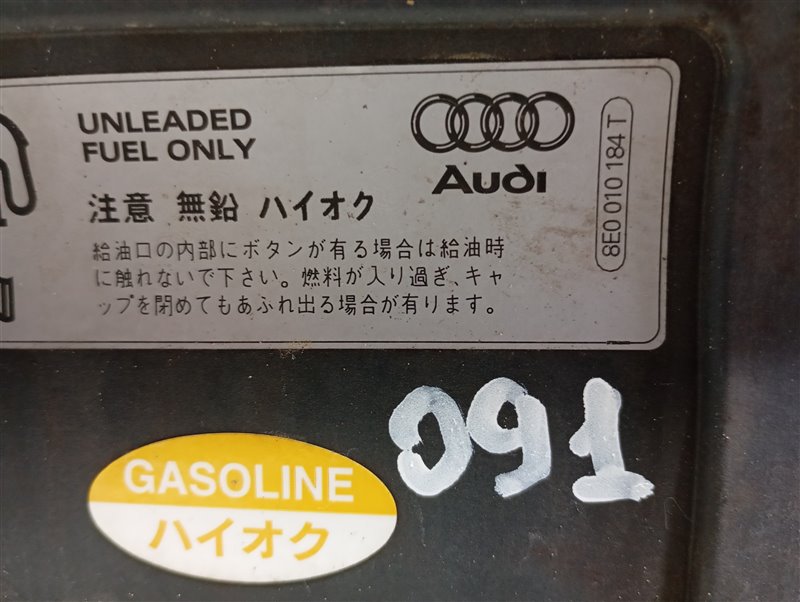 UNLEADED
FUEL ONLY
Audi
8E0 010 184 T
注意 無鉛 ハイオク
給油口の内部にボタンが有る場合は給油時
に触れないで下さい。燃料が入り過ぎ、キャ
ップを閉めてもあふれ出る場合が有ります。
091
GASOLINE
ハイオク